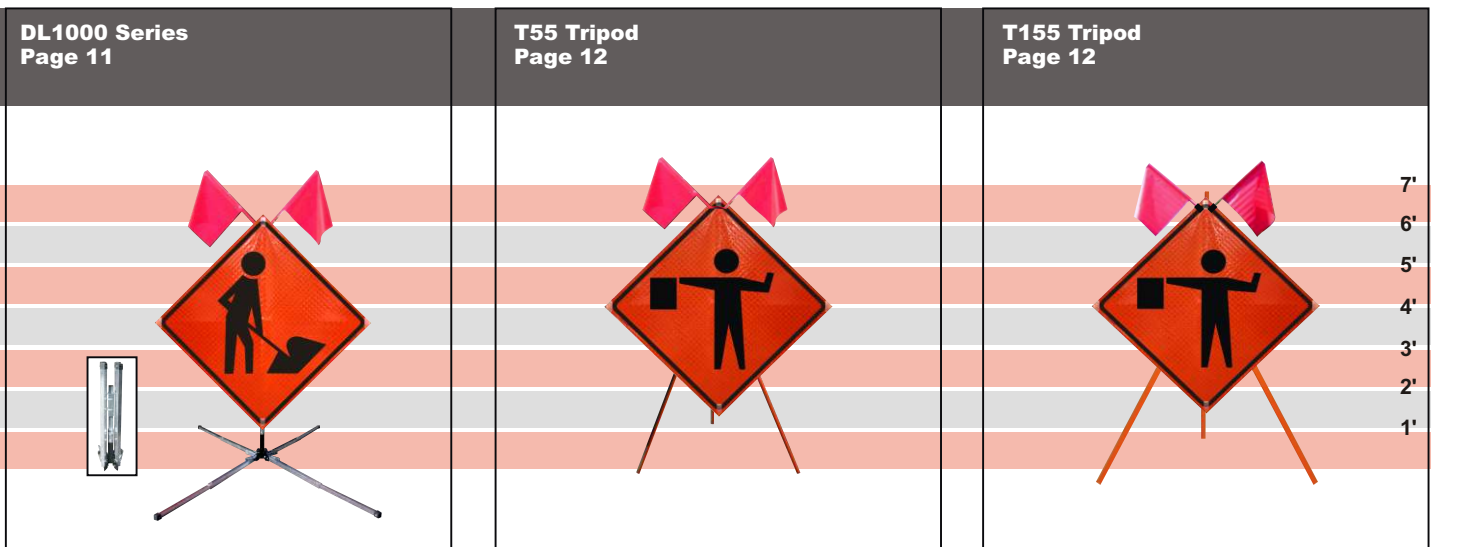 DL1000 Series
Page 11
T55 Tripod
Page 12
T155 Tripod
Page 12
7'
6'
5'
4'
3'
2'
1'